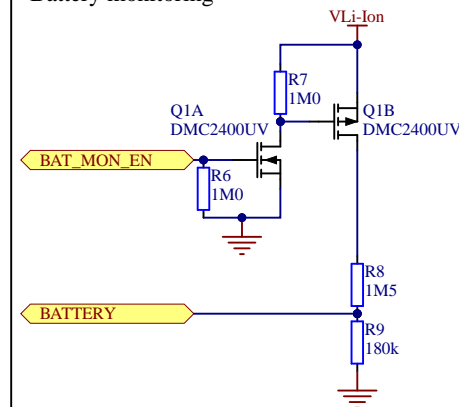 Battery monitoring
VLi-Ion
R7
1M0
Q1A
DMC2400UV
Q1B
DMC2400UV
BAT_MON_EN
R6
1M0
R8
1M5
BATTERY
R9
180k